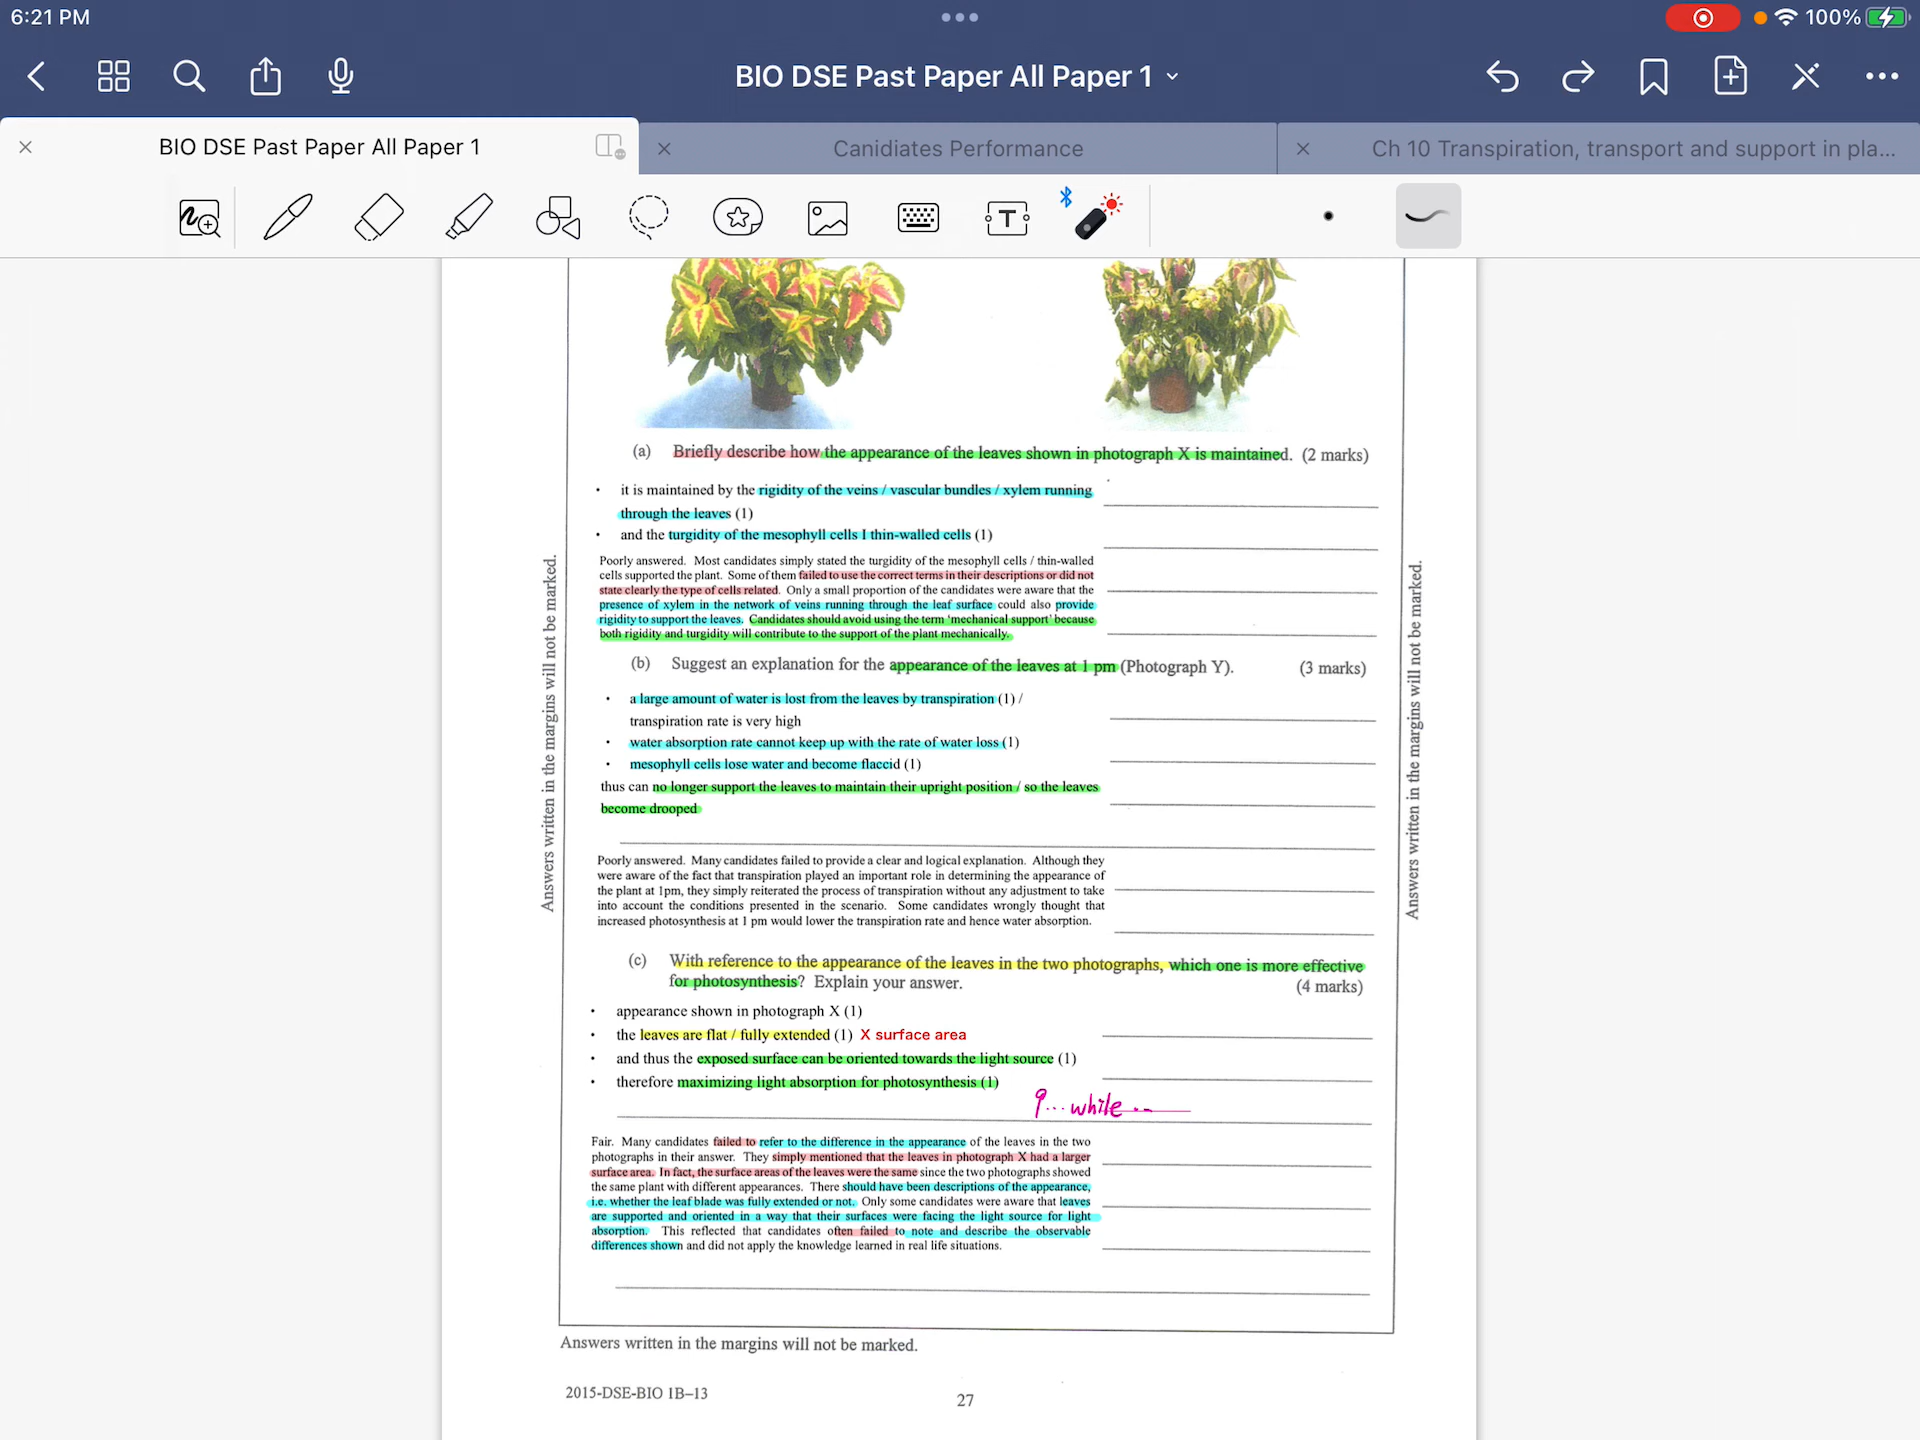 6:21 PM
100%
BIO DSE Past Paper All Paper 1
BIO DSE Past Paper All Paper 1
Canidiates Performance
Ch 10 Transpiration, transport and support in pla...
(a) Briefly describe how the appearance of the leaves shown in photograph X is maintained. (2 marks)
• it is maintained by the rigidity of the veins / vascular bundles / xylem running
through the leaves (1)
• and the turgidity of the mesophyll cells I thin-walled cells (1)
Poorly answered. Most candidates simply stated the turgidity of the mesophyll cells / thin-walled
cells supported the plant. Some of them failed to use the correct terms in their descriptions or did not
state clearly the type of cells related. Only a small proportion of the candidates were aware that the
presence of xylem in the network of veins running through the leaf surface could also provide
rigidity to support the leaves. Candidates should avoid using the term 'mechanical support' because
both rigidity and turgidity will contribute to the support of the plant mechanically.
(b) Suggest an explanation for the appearance of the leaves at 1 pm (Photograph Y). (3 marks)
• a large amount of water is lost from the leaves by transpiration (1) /
transpiration rate is very high
• water absorption rate cannot keep up with the rate of water loss (1)
• mesophyll cells lose water and become flaccid (1)
thus can no longer support the leaves to maintain their upright position / so the leaves
become drooped
Poorly answered. Many candidates failed to provide a clear and logical explanation. Although they
were aware of the fact that transpiration played an important role in determining the appearance of
the plant at 1pm, they simply reiterated the process of transpiration without any adjustment to take
into account the conditions presented in the scenario. Some candidates wrongly thought that
increased photosynthesis at 1 pm would lower the transpiration rate and hence water absorption.
(c) With reference to the appearance of the leaves in the two photographs, which one is more effective
for photosynthesis? Explain your answer. (4 marks)
• appearance shown in photograph X (1)
• the leaves are flat / fully extended (1) X surface area
• and thus the exposed surface can be oriented towards the light source (1)
• therefore maximizing light absorption for photosynthesis (1)
... while ...
Fair. Many candidates failed to refer to the difference in the appearance of the leaves in the two
photographs in their answer. They simply mentioned that the leaves in photograph X had a larger
surface area. In fact, the surface areas of the leaves were the same since the two photographs showed
the same plant with different appearances. There should have been descriptions of the appearance,
i.e. whether the leaf blade was fully extended or not. Only some candidates were aware that leaves
are supported and oriented in a way that their surfaces were facing the light source for light
absorption. This reflected that candidates often failed to note and describe the observable
differences shown and did not apply the knowledge learned in real life situations.
Answers written in the margins will not be marked.
Answers written in the margins will not be marked.
Answers written in the margins will not be marked.
2015-DSE-BIO 1B–13
27